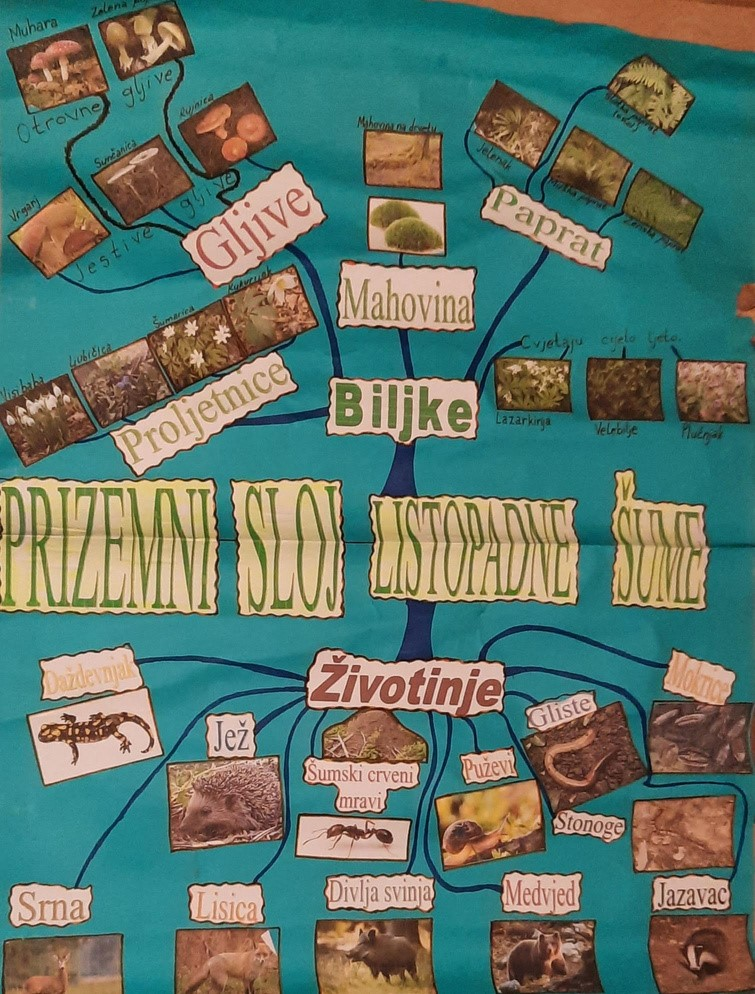 Muhara
Zelena
Otrovne gljive
Rujnica
Sunčanica
Vrganj
Jestive gljive
Gljive
Mahovina na drvetu
Mahovina
Jelenak
Paprat
Kukurijek
Šumarica
Ljubičica
Visibaba
Proljetnice
Biljke
Cvjetaju cijelo ljeto
Lazarkinja
Velebilje
Plućnjak
PRIZEMNI SLOJ LISTOPADNE ŠUME
Životinje
Daždevnjak
Mokrice
Gliste
Jež
Šumski crveni
mravi
Puževi
Stonoge
Srna
Lisica
Divlja svinja
Medvjed
Jazavac